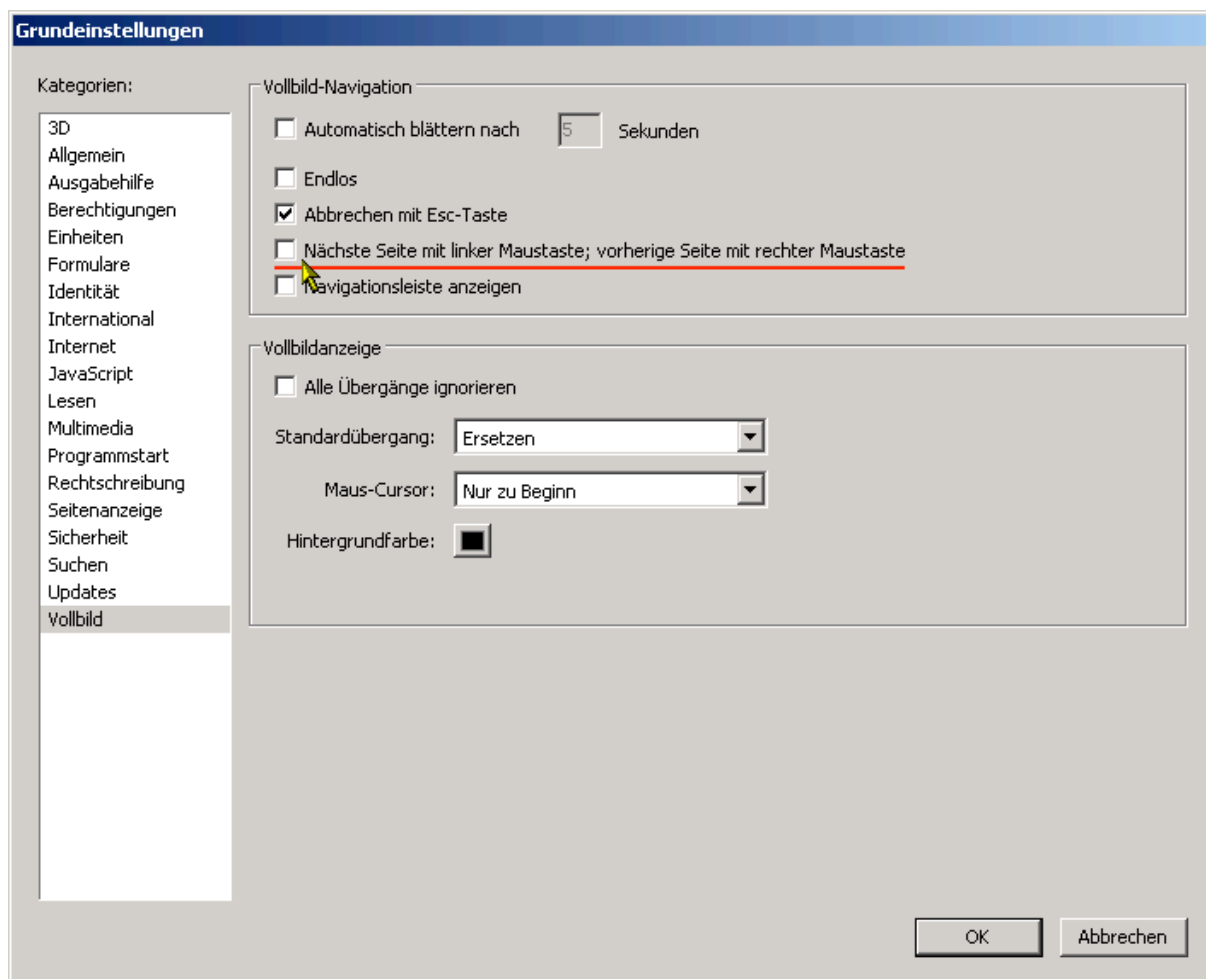 Grundeinstellungen
Kategorien:
3D
Allgemein
Ausgabehilfe
Berechtigungen
Einheiten
Formulare
Identität
International
Internet
JavaScript
Lesen
Multimedia
Programmstart
Rechtschreibung
Seitenanzeige
Sicherheit
Suchen
Updates
Vollbild
Vollbild-Navigation
Automatisch blättern nach 5 Sekunden
Endlos
Abbrechen mit Esc-Taste
Nächste Seite mit linker Maustaste; vorherige Seite mit rechter Maustaste
Navigationsleiste anzeigen
Vollbildanzeige
Alle Übergänge ignorieren
Standardübergang: Ersetzen
Maus-Cursor: Nur zu Beginn
Hintergrundfarbe:
OK Abbrechen